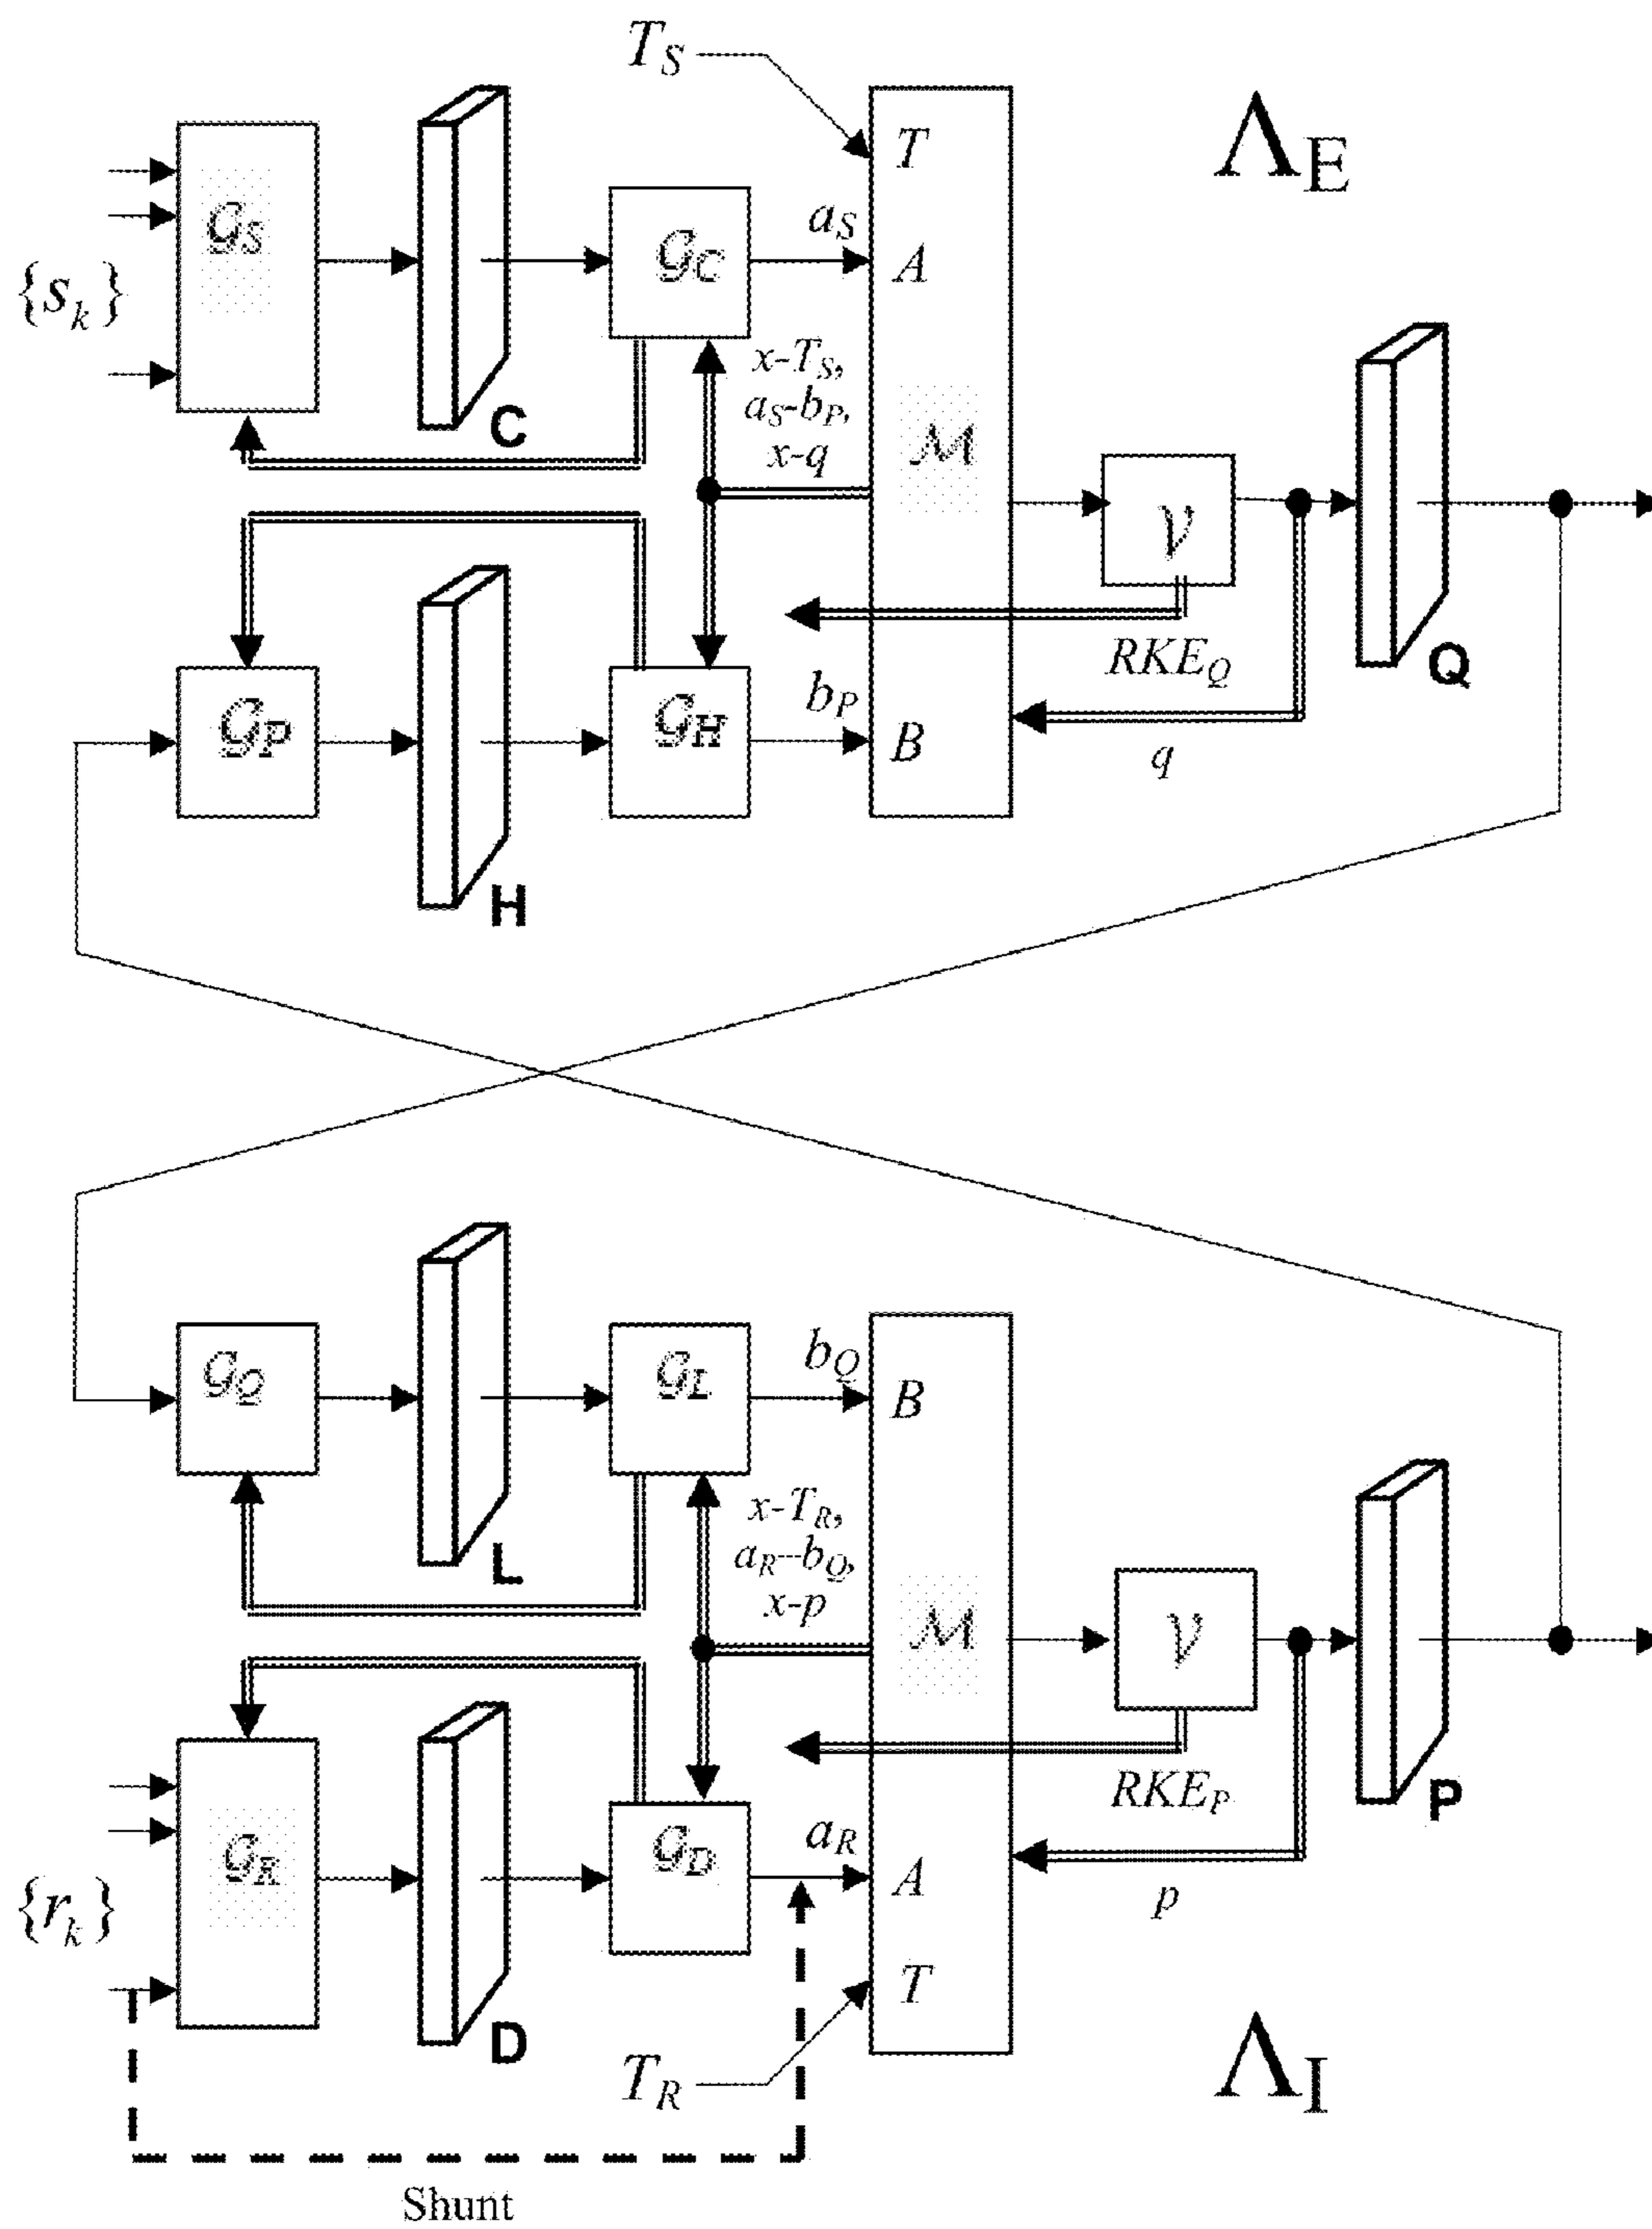 T_S
Λ_E
T
𝒢_S
a_S
𝒢_C
A
{s_k}
x-T_S,
a_S-b_P,
x-q
C
ℳ
𝒱
RKE_Q
Q
𝒢_P
𝒢_H
b_P
B
q
H
𝒢_Q
𝒢_L
b_Q
B
x-T_R,
a_R-b_Q,
x-p
L
ℳ
𝒱
RKE_P
P
𝒢_R
𝒢_D
a_R
A
p
{r_k}
T
D
T_R
Λ_I
Shunt